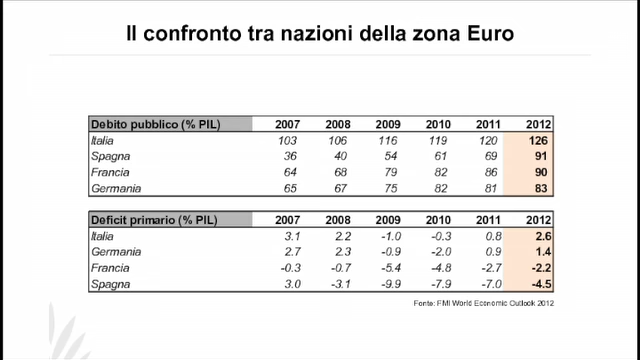 Il confronto tra nazioni della zona Euro
Debito pubblico (% PIL) 2007 2008 2009 2010 2011 2012
Italia 103 106 116 119 120 126
Spagna 36 40 54 61 69 91
Francia 64 68 79 82 86 90
Germania 65 67 75 82 81 83
Deficit primario (% PIL) 2007 2008 2009 2010 2011 2012
Italia 3.1 2.2 -1.0 -0.3 0.8 2.6
Germania 2.7 2.3 -0.9 -2.0 0.9 1.4
Francia -0.3 -0.7 -5.4 -4.8 -2.7 -2.2
Spagna 3.0 -3.1 -9.9 -7.9 -7.0 -4.5
Fonte: FMI World Economic Outlook 2012